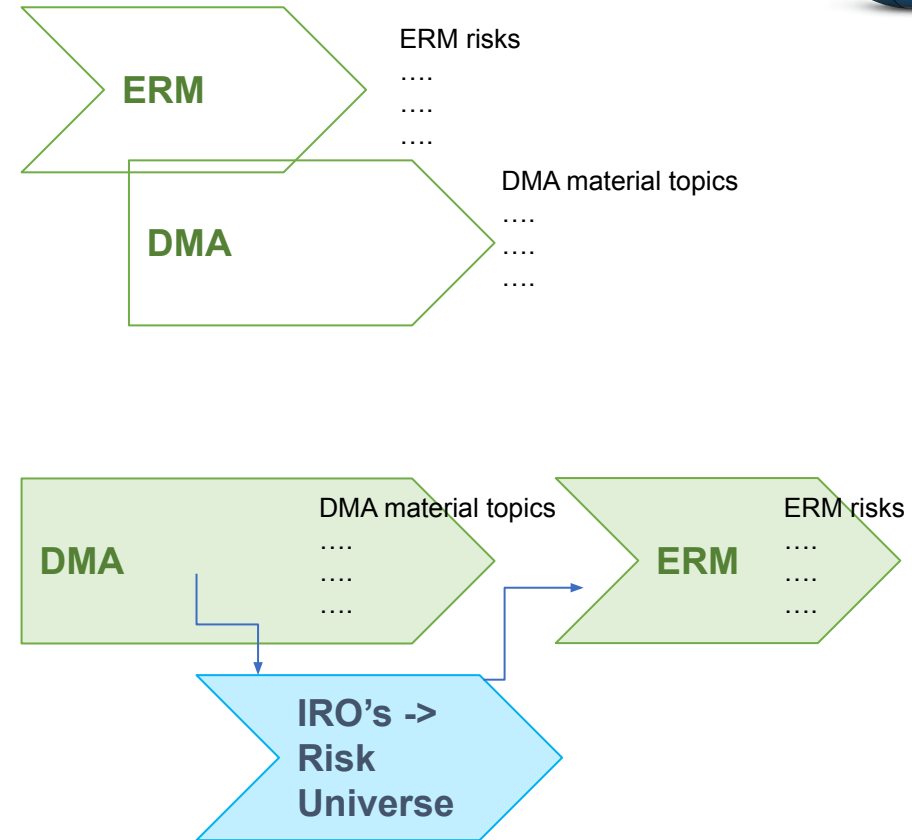 ERM
ERM risks
….
….
….
DMA
DMA material topics
….
….
….
DMA
DMA material topics
….
….
….
ERM
ERM risks
….
….
….
IRO’s ->
Risk
Universe